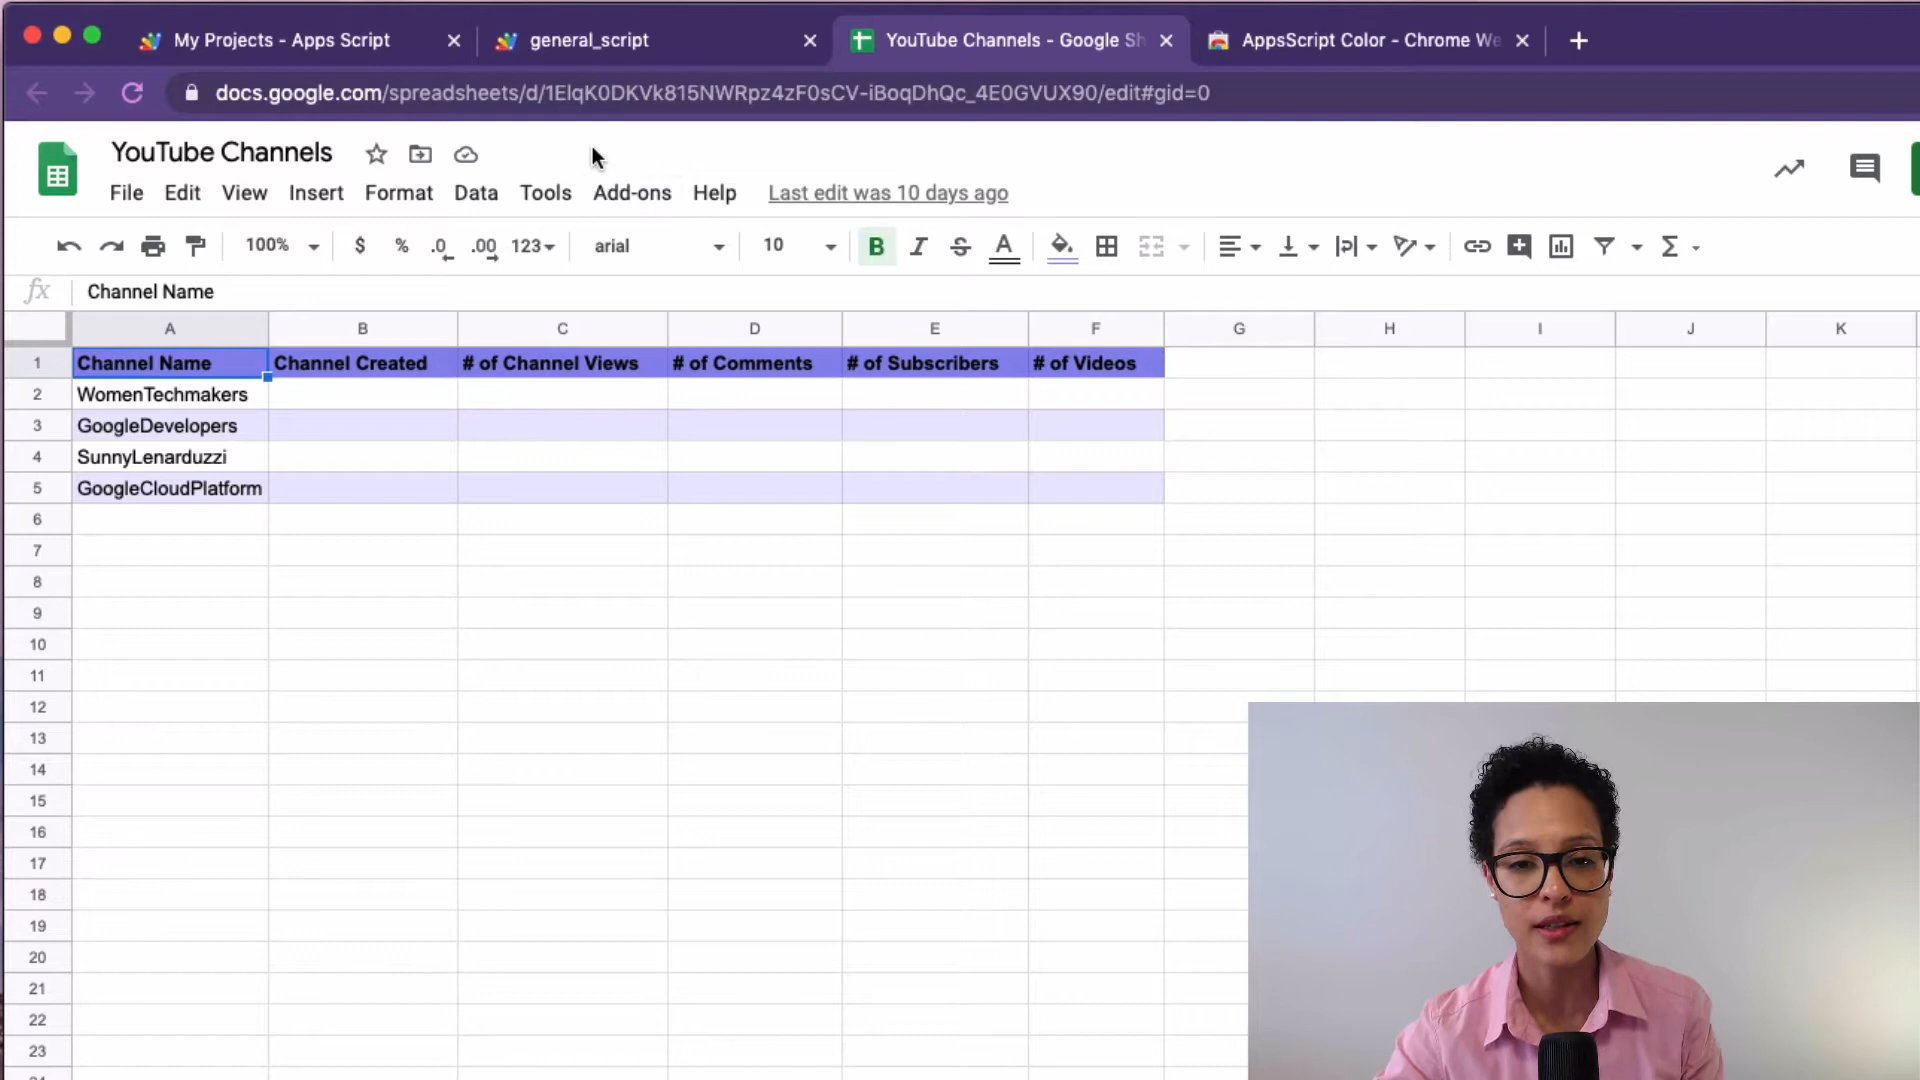 My Projects - Apps Script
general_script
YouTube Channels - Google Sh
AppsScript Color - Chrome We
docs.google.com/spreadsheets/d/1ElqK0DKVk815NWRpz4zF0sCV-iBoqDhQc_4E0GVUX90/edit#gid=0
YouTube Channels
File Edit View Insert Format Data Tools Add-ons Help Last edit was 10 days ago
100% $ % .0 .00 123 arial 10 B I S A Σ
fx Channel Name
A B C D E F G H I J K
1 Channel Name Channel Created # of Channel Views # of Comments # of Subscribers # of Videos
2 WomenTechmakers
3 GoogleDevelopers
4 SunnyLenarduzzi
5 GoogleCloudPlatform
6
7
8
9
10
11
12
13
14
15
16
17
18
19
20
21
22
23